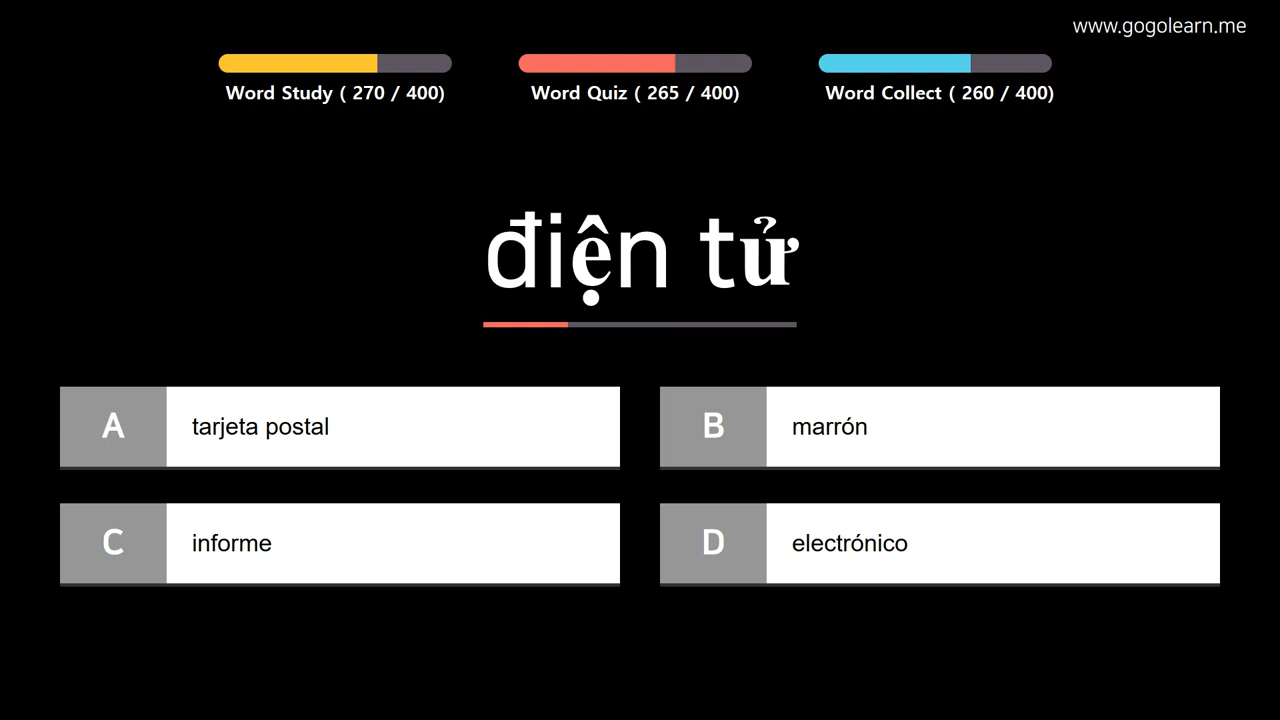 www.gogolearn.me
Word Study ( 270 / 400)
Word Quiz ( 265 / 400)
Word Collect ( 260 / 400)
điện tử
A tarjeta postal
B marrón
C informe
D electrónico